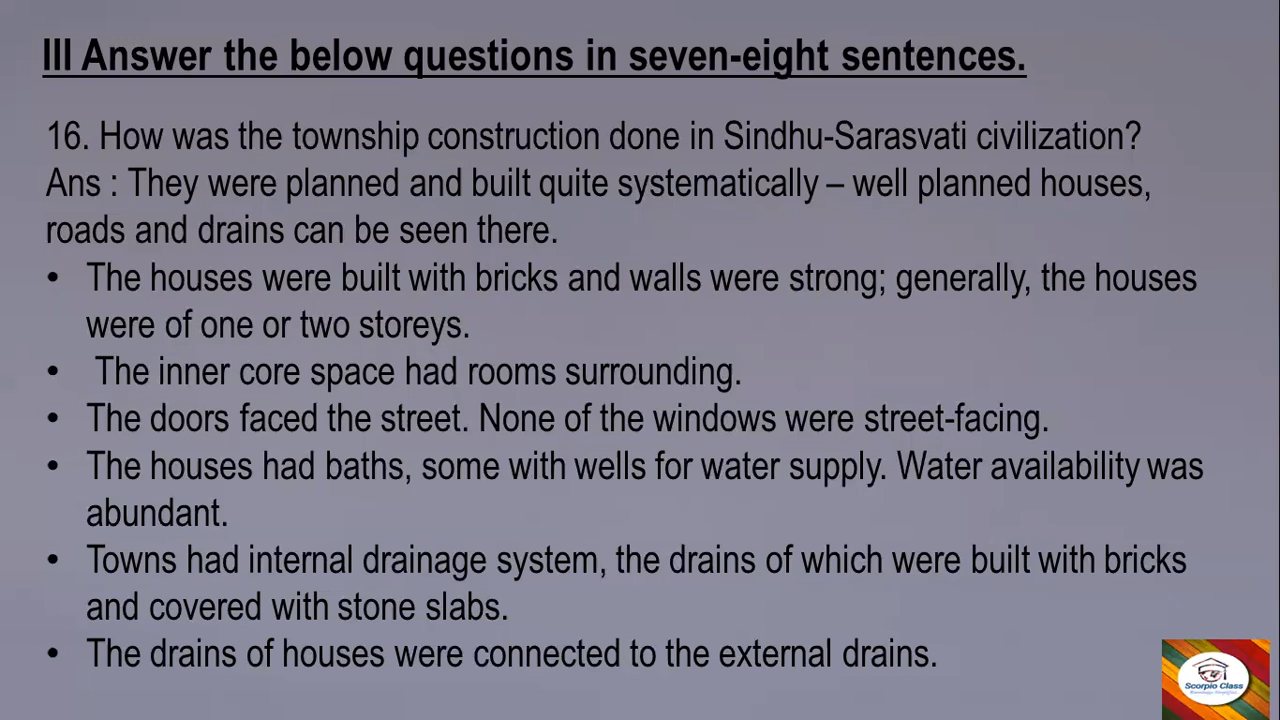 III Answer the below questions in seven-eight sentences.
16. How was the township construction done in Sindhu-Sarasvati civilization?
Ans : They were planned and built quite systematically – well planned houses,
roads and drains can be seen there.
• The houses were built with bricks and walls were strong; generally, the houses
were of one or two storeys.
• The inner core space had rooms surrounding.
• The doors faced the street. None of the windows were street-facing.
• The houses had baths, some with wells for water supply. Water availability was
abundant.
• Towns had internal drainage system, the drains of which were built with bricks
and covered with stone slabs.
• The drains of houses were connected to the external drains.
Scorpio Class